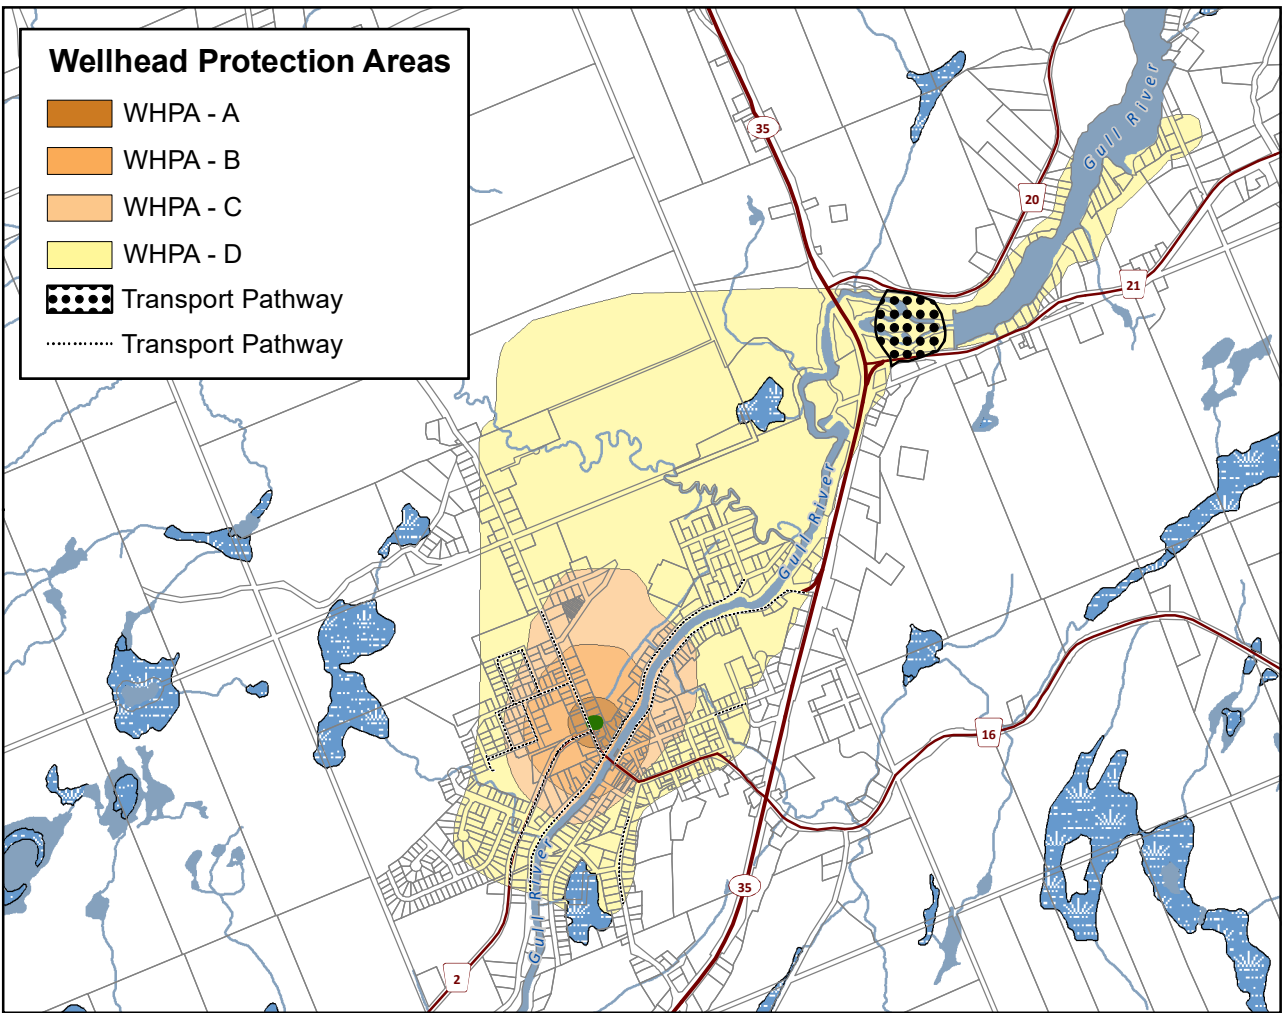 Wellhead Protection Areas
WHPA - A
WHPA - B
WHPA - C
WHPA - D
Transport Pathway
Transport Pathway
35
20
Gull River
21
Gull River
16
35
Gull River
2